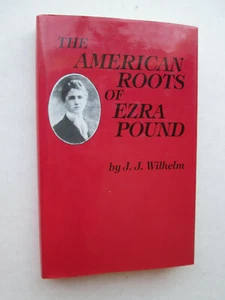 THE
AMERICAN
ROOTS
OF
EZRA
POUND
by J. J. Wilhelm